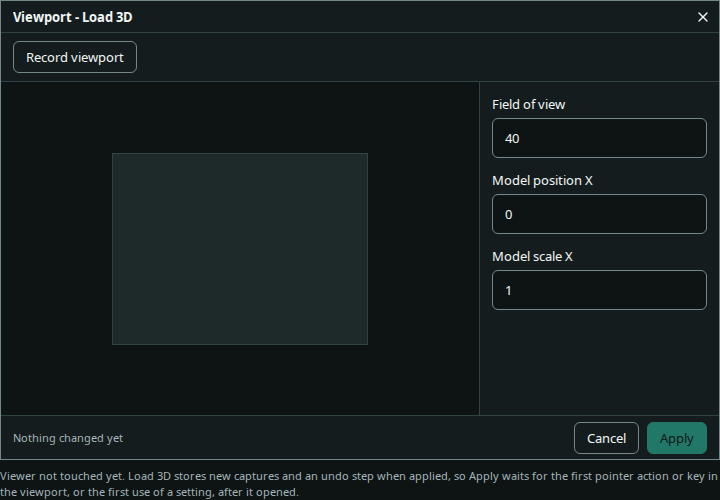 Viewport - Load 3D
Record viewport
Field of view
40
Model position X
0
Model scale X
1
Nothing changed yet
Cancel
Apply
Viewer not touched yet. Load 3D stores new captures and an undo step when applied, so Apply waits for the first pointer action or key in
the viewport, or the first use of a setting, after it opened.